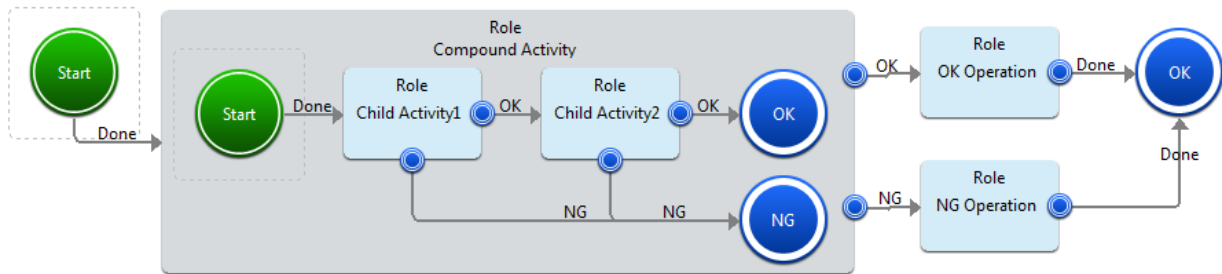 Start
Done
Role
Compound Activity
Start
Done
Role
Child Activity1
OK
Role
Child Activity2
OK
OK
NG
NG
NG
OK
Role
OK Operation
Done
OK
NG
Role
NG Operation
Done